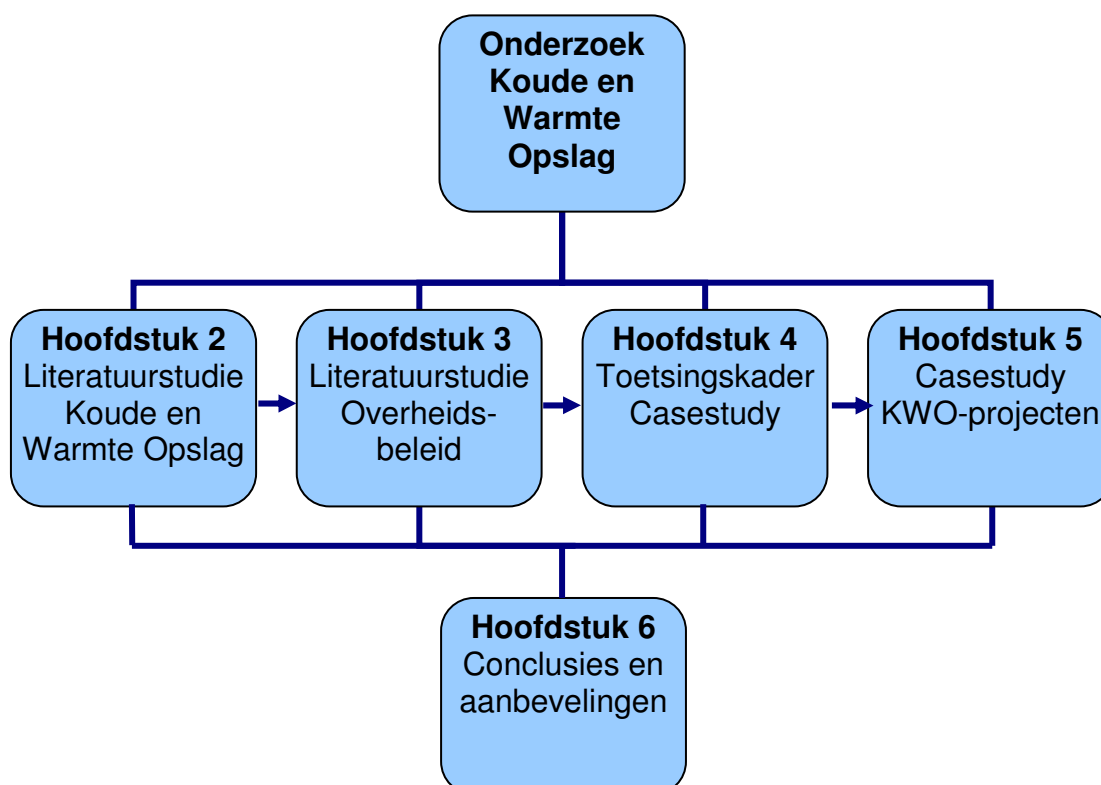 Onderzoek
Koude en
Warmte
Opslag
Hoofdstuk 2
Literatuurstudie
Koude en
Warmte Opslag
Hoofdstuk 3
Literatuurstudie
Overheids-
beleid
Hoofdstuk 4
Toetsingskader
Casestudy
Hoofdstuk 5
Casestudy
KWO-projecten
Hoofdstuk 6
Conclusies en
aanbevelingen